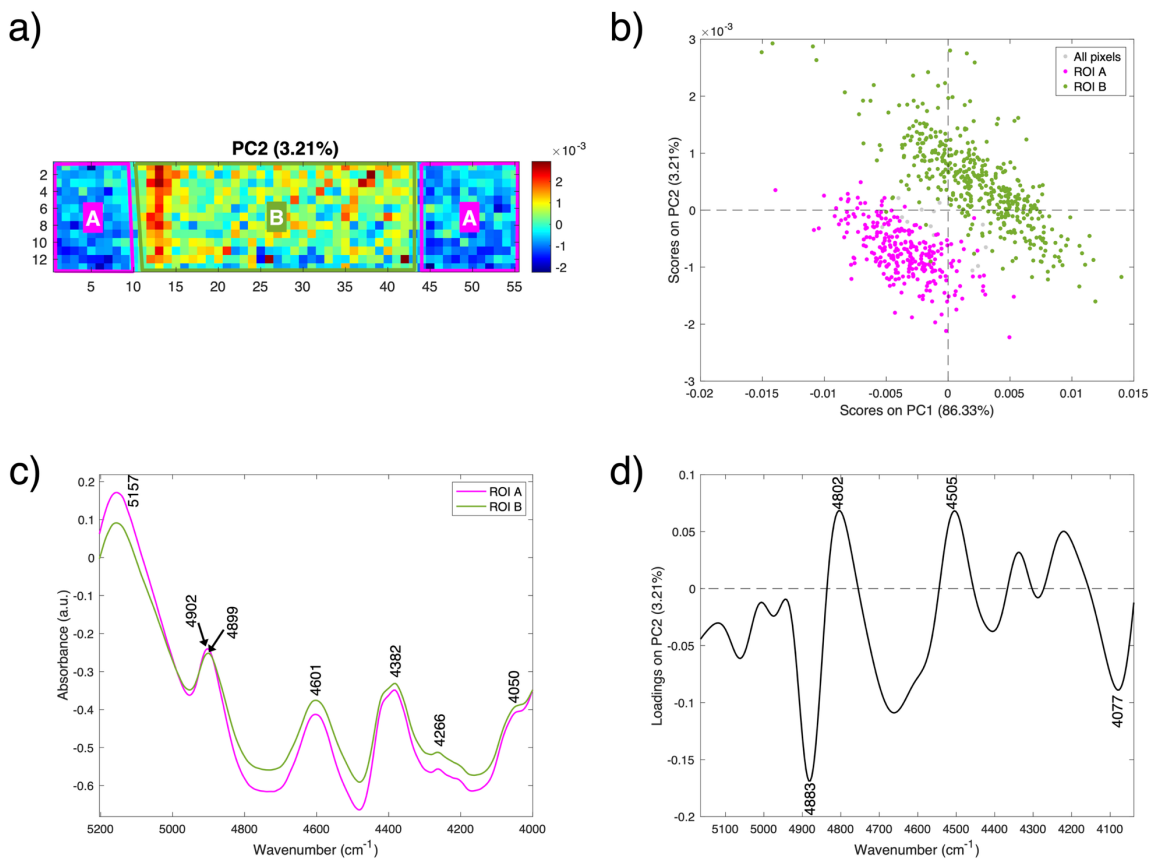 a)
PC2 (3.21%)
×10⁻³
2
4
6
8
10
12
A
B
A
3
2
1
0
-1
-2
5 10 15 20 25 30 35 40 45 50 55
b)
×10⁻³
3
2
1
0
-1
-2
-3
Scores on PC2 (3.21%)
All pixels
ROI A
ROI B
-0.02 -0.015 -0.01 -0.005 0 0.005 0.01 0.015
Scores on PC1 (86.33%)
c)
0.2
0.1
0
-0.1
-0.2
-0.3
-0.4
-0.5
-0.6
Absorbance (a.u.)
5157
4902
4899
4601
4382
4266
4050
ROI A
ROI B
5200 5000 4800 4600 4400 4200 4000
Wavenumber (cm⁻¹)
d)
0.1
0.05
0
-0.05
-0.1
-0.15
-0.2
Loadings on PC2 (3.21%)
4802
4505
4883
4077
5100 5000 4900 4800 4700 4600 4500 4400 4300 4200 4100
Wavenumber (cm⁻¹)